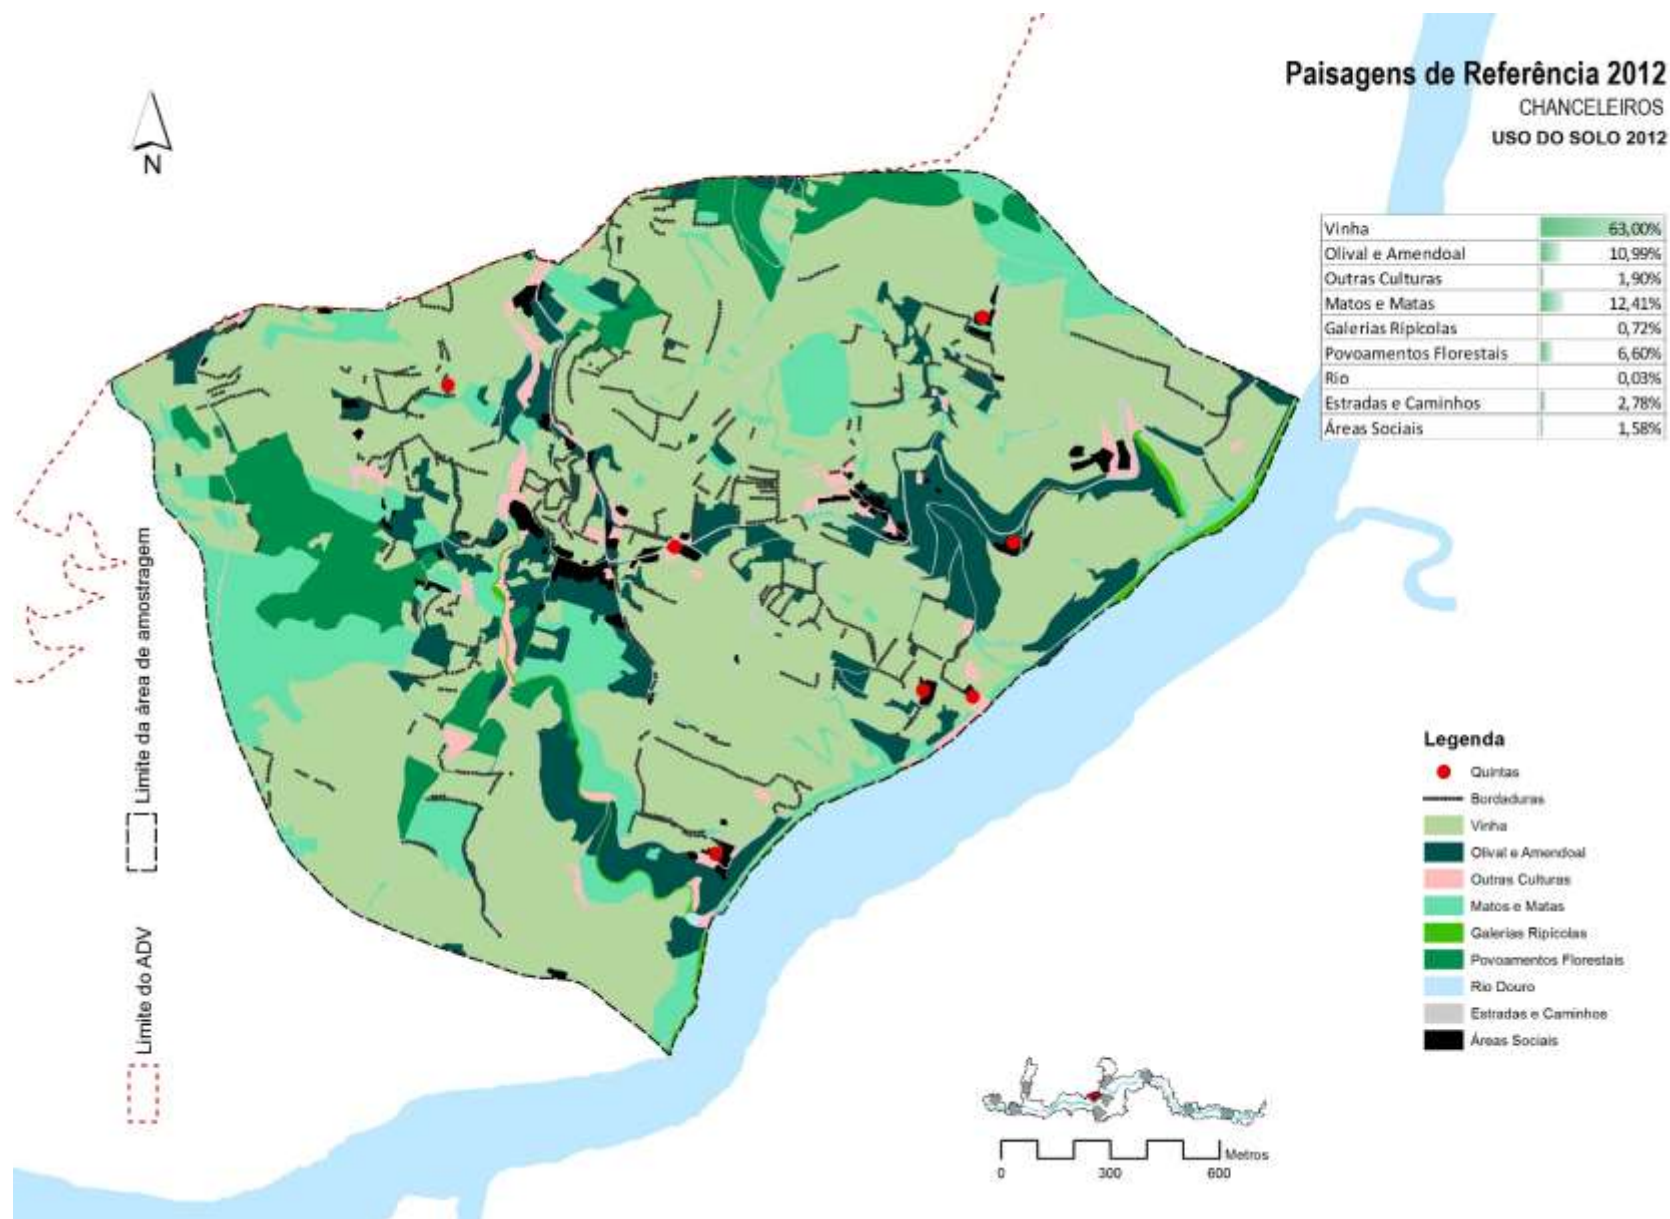 Paisagens de Referência 2012
CHANCELEIROS
USO DO SOLO 2012
N
Vinha 63,00%
Olival e Amendoal 10,99%
Outras Culturas 1,90%
Matos e Matas 12,41%
Galerias Ripícolas 0,72%
Povoamentos Florestais 6,60%
Rio 0,03%
Estradas e Caminhos 2,78%
Áreas Sociais 1,58%
Limite da área de amostragem
Limite do ADV
Legenda
Quintas
Bordaduras
Vinha
Olival e Amendoal
Outras Culturas
Matos e Matas
Galerias Ripícolas
Povoamentos Florestais
Rio Douro
Estradas e Caminhos
Áreas Sociais
Metros
0 300 600